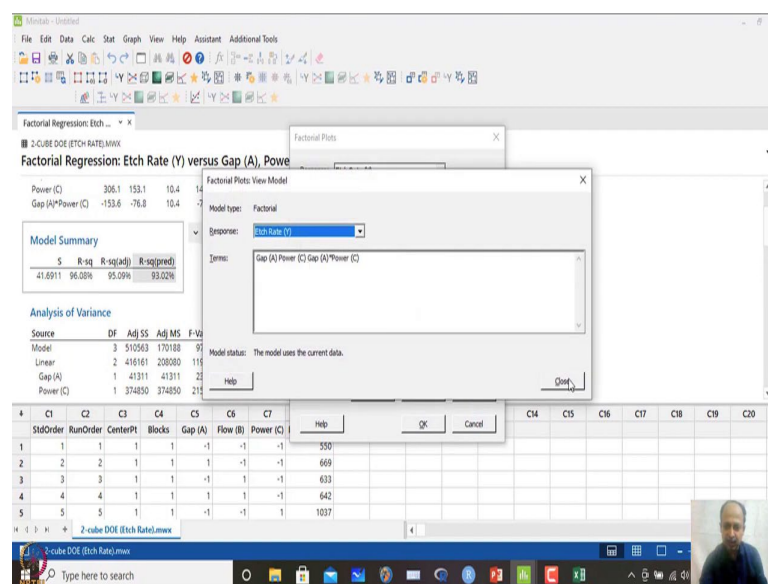 Minitab - Untitled
File Edit Data Calc Stat Graph View Help Assistant Additional Tools
Factorial Regression: Etch ...
2-CUBE DOE (ETCH RATE).MWX
Factorial Regression: Etch Rate (Y) versus Gap (A), Powe
Power (C) 306.1 153.1 10.4 14
Gap (A)*Power (C) -153.6 -76.8 10.4 -7
Model Summary
S R-sq R-sq(adj) R-sq(pred)
41.6911 96.08% 95.09% 93.02%
Analysis of Variance
Source DF Adj SS Adj MS F-Va
Model 3 510563 170188 97
Linear 2 416161 208080 119
Gap (A) 1 41311 41311 23
Power (C) 1 374850 374850 215
Factorial Plots
Factorial Plots: View Model
Model type: Factorial
Response: Etch Rate (Y)
Terms: Gap (A) Power (C) Gap (A)*Power (C)
Model status: The model uses the current data.
Help Close
Help OK Cancel
C1 C2 C3 C4 C5 C6 C7 C14 C15 C16 C17 C18 C19 C20
StdOrder RunOrder CenterPt Blocks Gap (A) Flow (B) Power (C)
1 1 1 1 1 -1 -1 -1 550
2 2 2 1 1 1 -1 -1 669
3 3 3 1 1 -1 1 -1 633
4 4 4 1 1 1 1 -1 642
5 5 5 1 1 -1 -1 1 1037
2-cube DOE (Etch Rate).mwx
2-cube DOE (Etch Rate).mwx
Type here to search